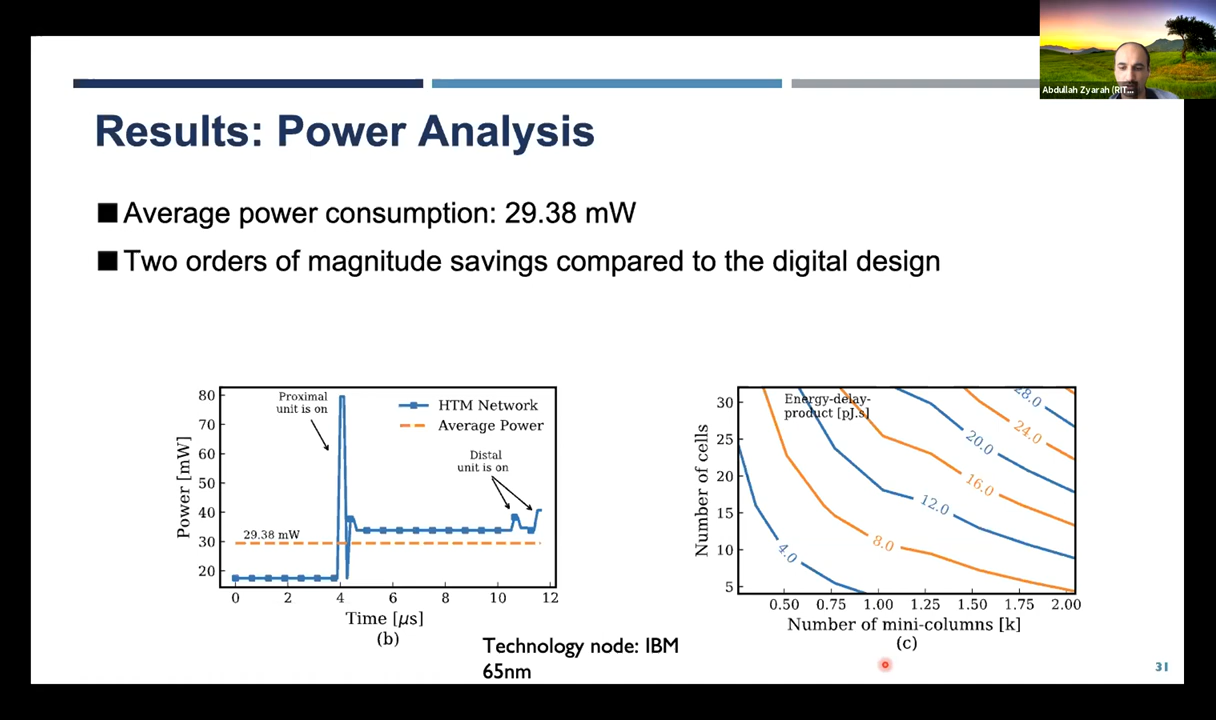 Abdullah Zyarah (RIT...
Results: Power Analysis
Average power consumption: 29.38 mW
Two orders of magnitude savings compared to the digital design
Proximal
unit is on
HTM Network
Average Power
Distal
unit is on
29.38 mW
80
70
60
50
40
30
20
Power [mW]
0 2 4 6 8 10 12
Time [μs]
(b)
Energy-delay-
product [pJ.s]
28.0
24.0
20.0
16.0
12.0
8.0
4.0
30
25
20
15
10
5
Number of cells
0.50 0.75 1.00 1.25 1.50 1.75 2.00
Number of mini-columns [k]
(c)
Technology node: IBM
65nm
31